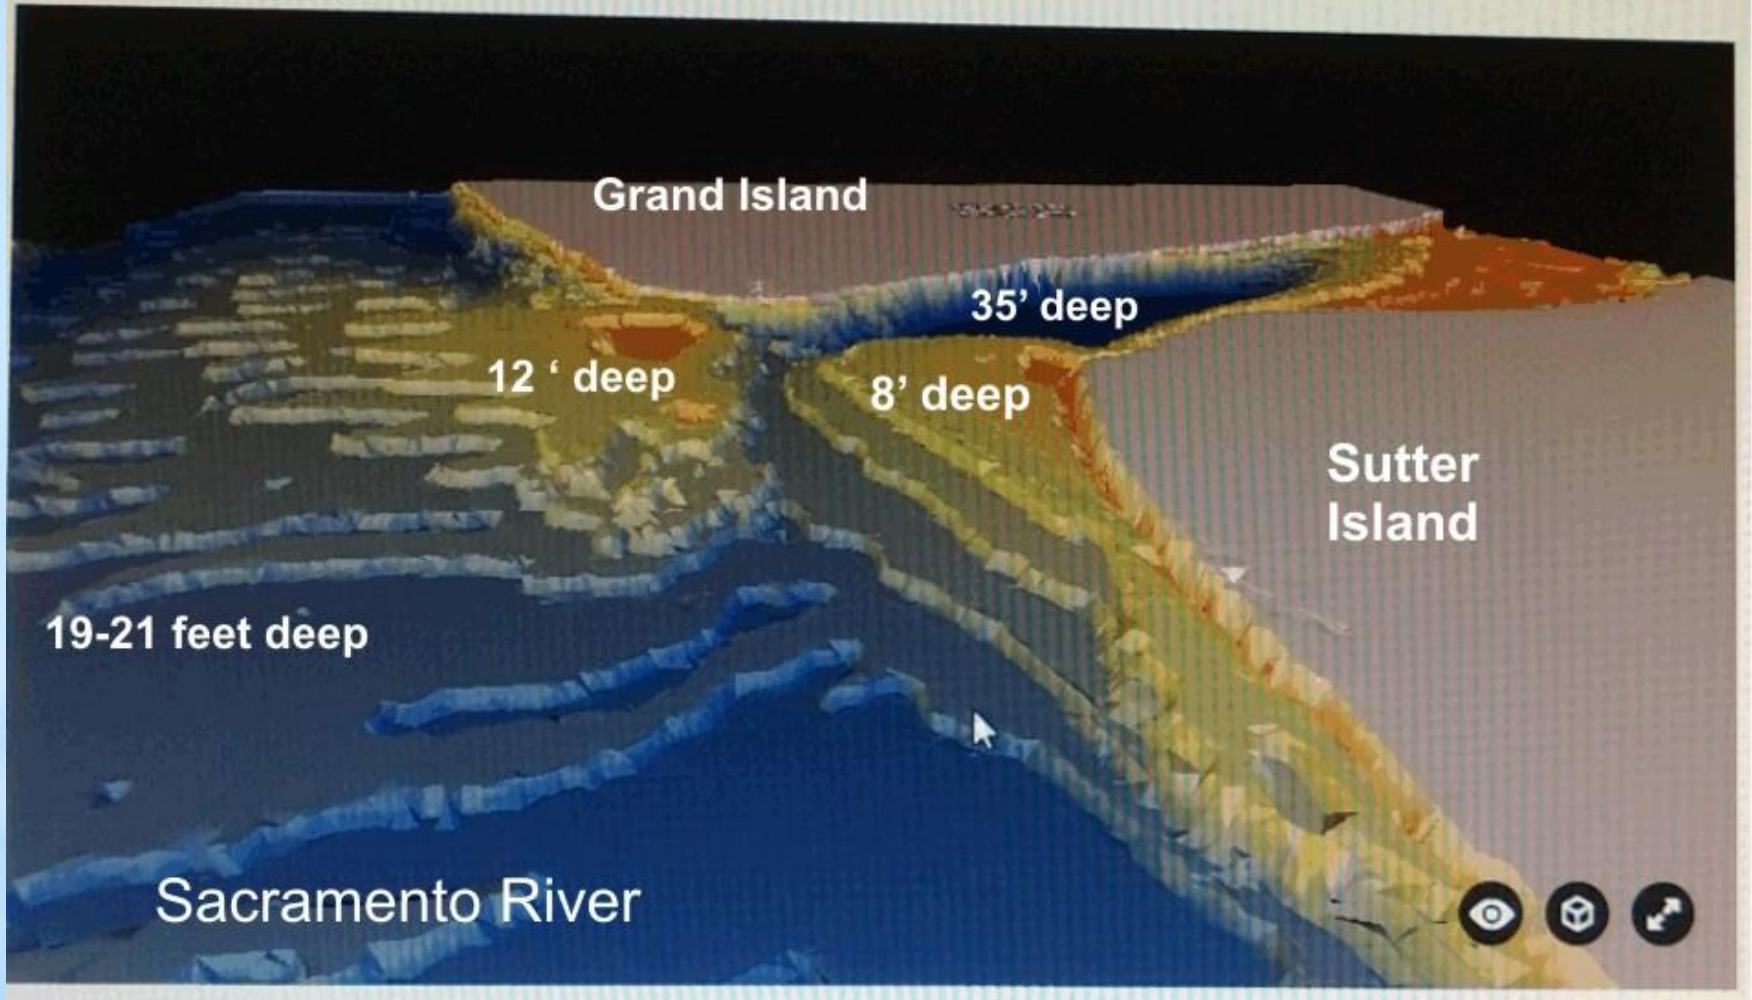 Grand Island
35’ deep
12 ‘ deep
8’ deep
Sutter
Island
19-21 feet deep
Sacramento River